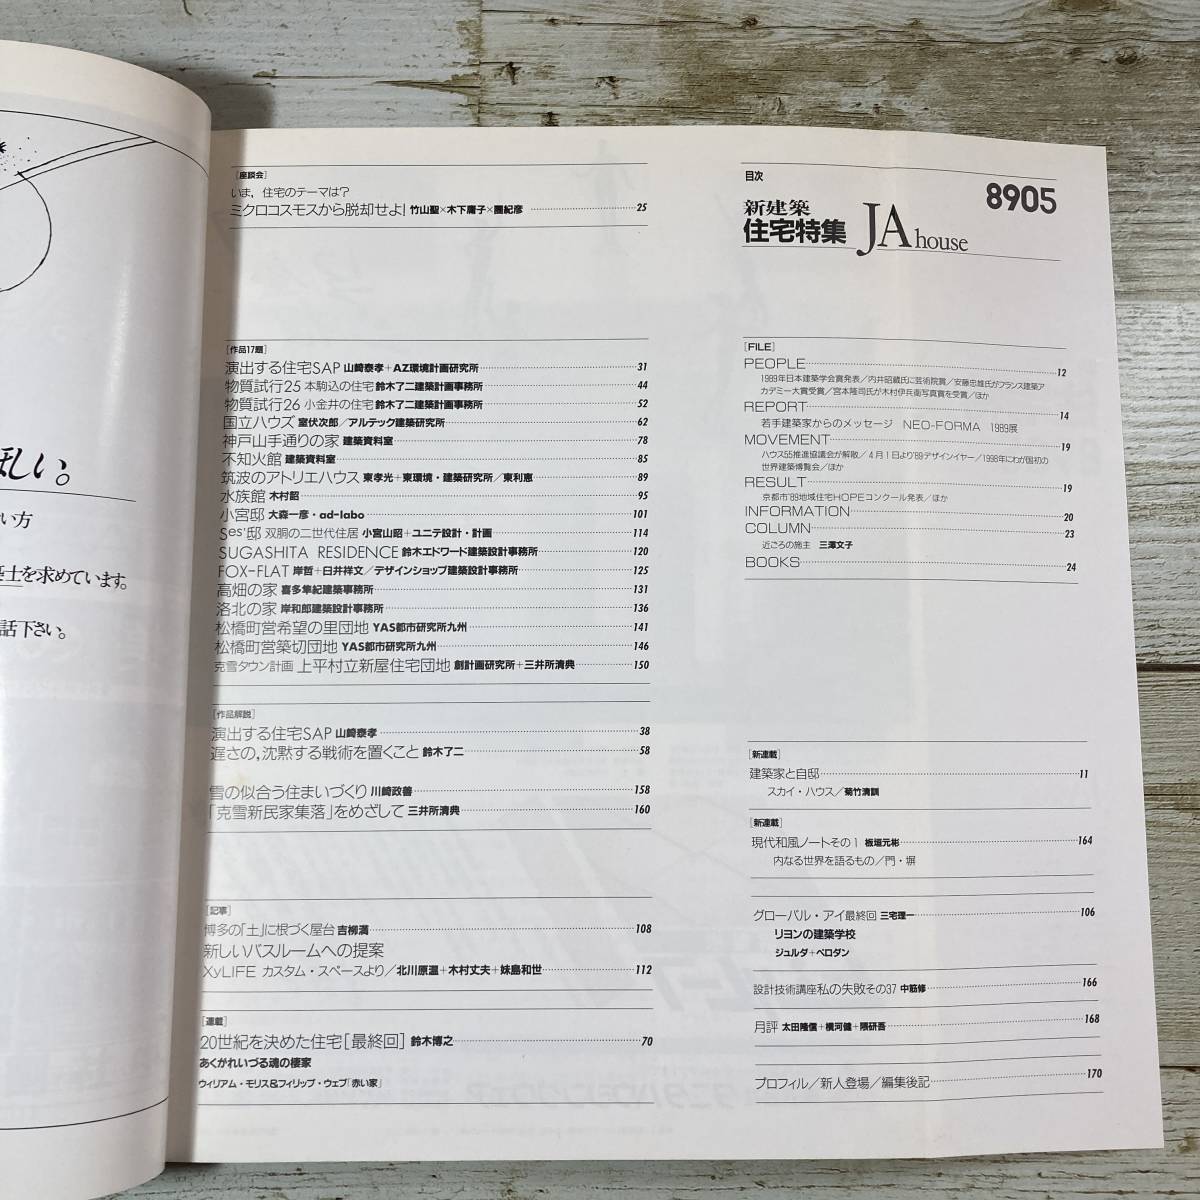 ほしい。
い方
士を求めています。
話下さい。
[座談会]
いま，住宅のテーマは？
ミクロコスモスから脱却せよ! 竹山聖×木下庸子×團紀彦 25
[作品17題]
演出する住宅SAP 山崎泰孝＋AZ環境計画研究所 31
物質試行25 本駒込の住宅 鈴木了二建築計画事務所 44
物質試行26 小金井の住宅 鈴木了二建築計画事務所 52
国立ハウズ 室伏次郎／アルテック建築研究所 62
神戸山手通りの家 建築資料室 78
不知火館 建築資料室 85
筑波のアトリエハウス 東孝光＋東環境・建築研究所／東利恵 89
水族館 木村韶 95
小宮邸 大森一彦・ad-labo 101
Ses'邸 双胴の二世代住居 小宮山昭＋ユニテ設計・計画 114
SUGASHITA RESIDENCE 鈴木エドワード建築設計事務所 120
FOX-FLAT 岸哲＋臼井祥文／デザインショップ建築設計事務所 125
高畑の家 喜多隼紀建築事務所 131
洛北の家 岸和郎建築設計事務所 136
松橋町営希望の里団地 YAS都市研究所九州 141
松橋町営築切団地 YAS都市研究所九州 146
克雪タウン計画 上平村立新屋住宅団地 創計画研究所＋三井所清典 150
[作品解説]
演出する住宅SAP 山崎泰孝 38
遅さの，沈黙する戦術を置くこと 鈴木了二 58
雪の似合う住まいづくり 川崎政善 158
「克雪新民家集落」をめざして 三井所清典 160
[記事]
博多の「土」に根づく屋台 吉柳満 108
新しいバスルームへの提案
XyLIFE カスタム・スペースより／北川原温＋木村丈夫＋妹島和世 112
[連載]
20世紀を決めた住宅［最終回］ 鈴木博之 70
あくがれいづる魂の棲家
ウィリアム・モリス＆フィリップ・ウェブ「赤い家」
目次
8905
新建築
住宅特集 JA house
[FILE]
PEOPLE 12
1989年日本建築学会賞発表／内井昭蔵氏に芸術院賞／安藤忠雄氏がフランス建築ア
カデミー大賞受賞／宮本隆司氏が木村伊兵衛写真賞を受賞／ほか
REPORT 14
若手建築家からのメッセージ NEO-FORMA 1989展
MOVEMENT 19
ハウス55推進協議会が解散／4月1日より'89デザインイヤー／1998年にわが国初の
世界建築博覧会／ほか
RESULT 19
京都市'89地域住宅HOPEコンクール発表／ほか
INFORMATION 20
COLUMN 23
近ごろの施主 三澤文子
BOOKS 24
[新連載]
建築家と自邸 11
スカイ・ハウス／菊竹清訓
[新連載]
現代和風ノートその1 板垣元彬 164
内なる世界を語るもの／門・塀
グローバル・アイ最終回 三宅理一 106
リヨンの建築学校
ジュルダ＋ペロダン
設計技術講座私の失敗その37 中筋修 166
月評 太田隆信＋横河健＋隈研吾 168
プロフィル／新人登場／編集後記 170